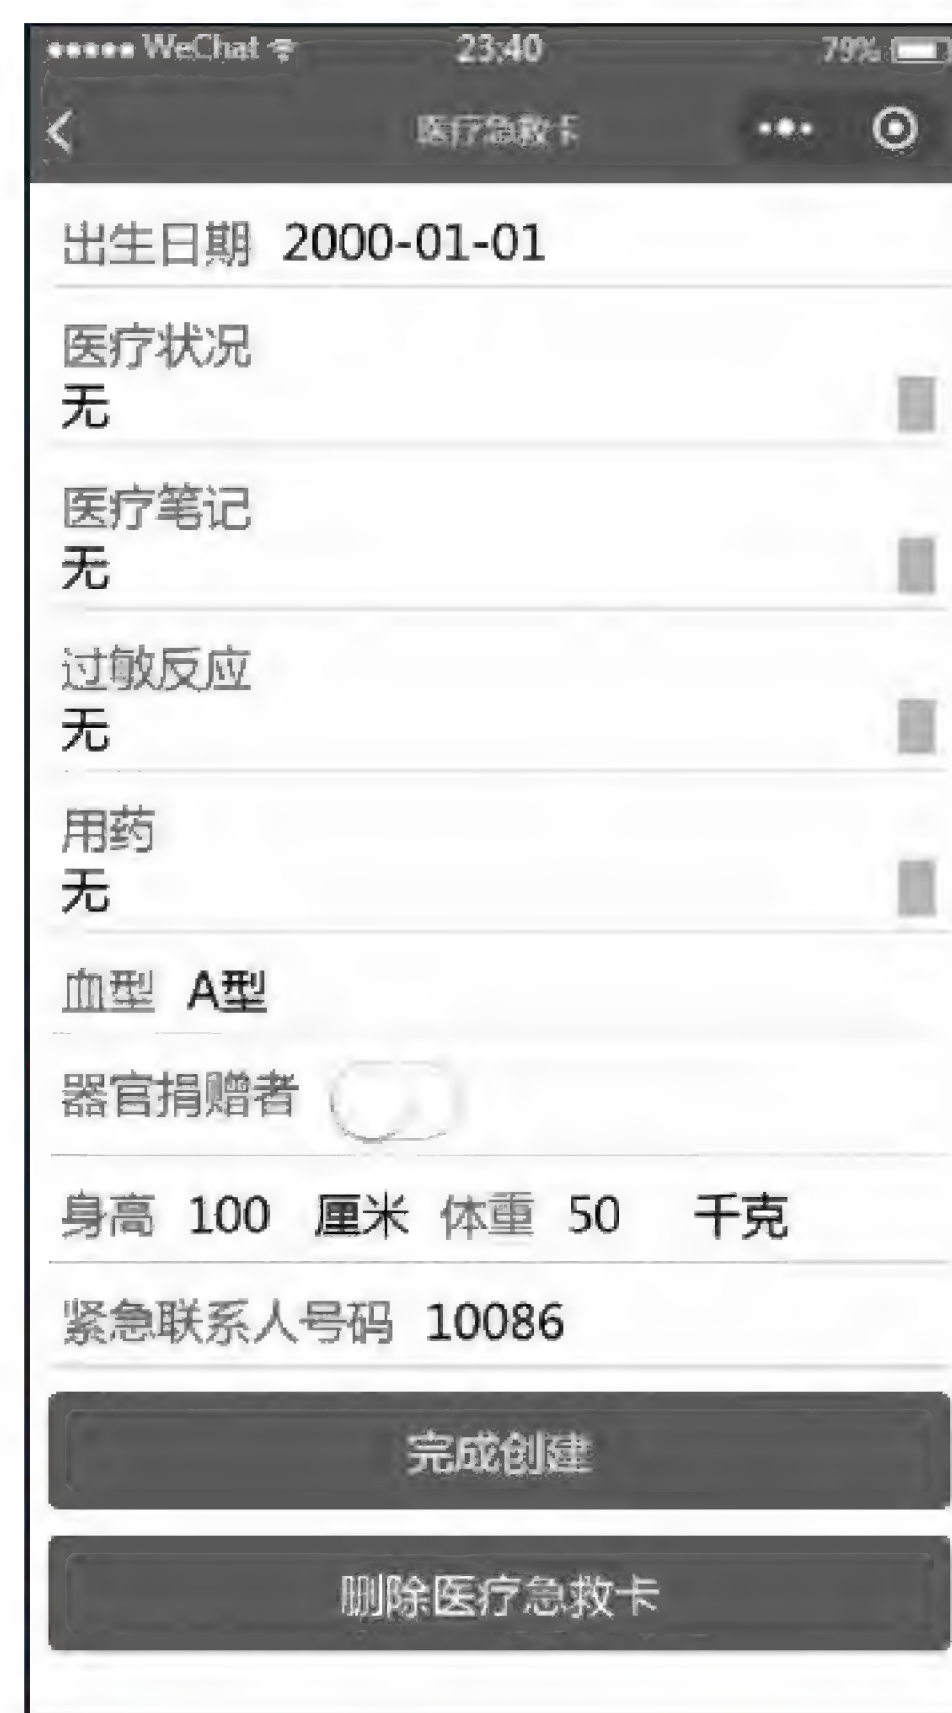 WeChat 23:40 79%
医疗急救卡
出生日期 2000-01-01
医疗状况
无
医疗笔记
无
过敏反应
无
用药
无
血型 A型
器官捐赠者
身高 100 厘米 体重 50 千克
紧急联系人号码 10086
完成创建
删除医疗急救卡